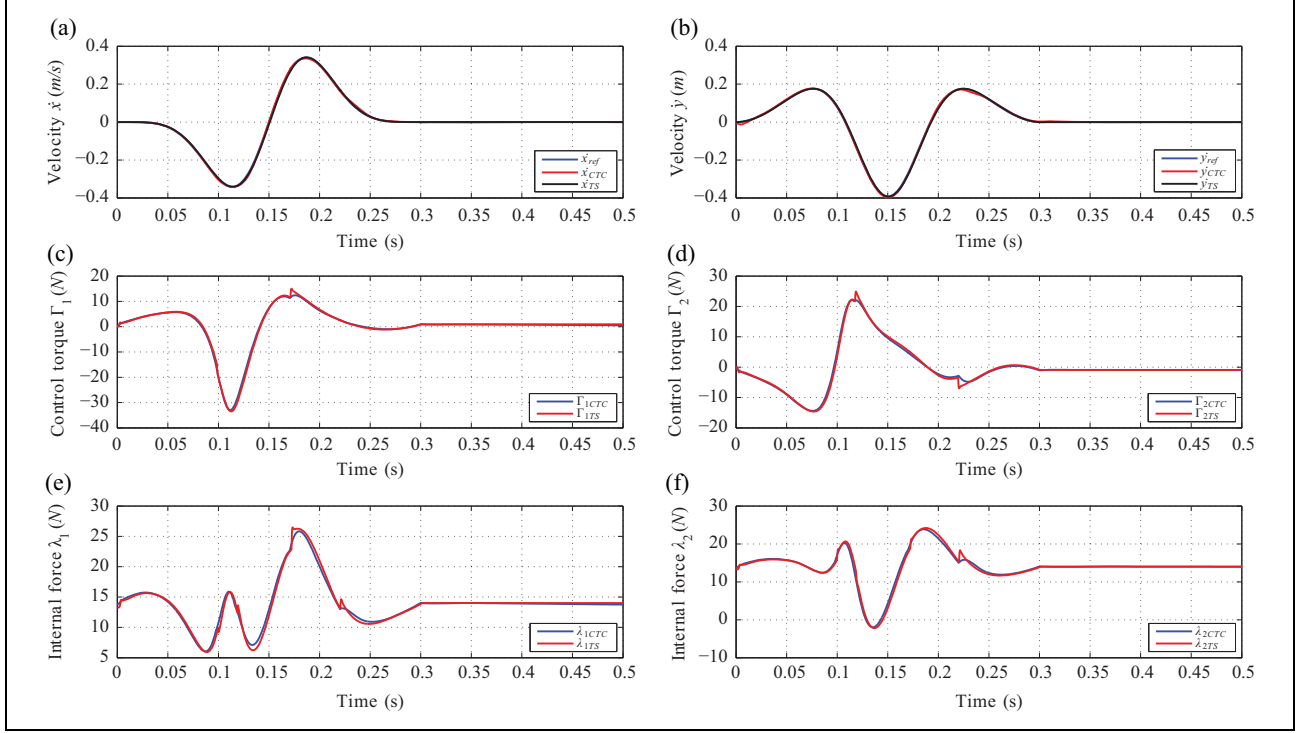 (a)
Velocity ẋ (m/s)
0.4
0.2
0
−0.2
−0.4
ẋref
ẋCTC
ẋTS
0 0.05 0.1 0.15 0.2 0.25 0.3 0.35 0.4 0.45 0.5
Time (s)
(b)
Velocity ẏ (m)
0.4
0.2
0
−0.2
−0.4
ẏref
ẏCTC
ẏTS
0 0.05 0.1 0.15 0.2 0.25 0.3 0.35 0.4 0.45 0.5
Time (s)
(c)
Control torque Γ1 (N)
20
10
0
−10
−20
−30
−40
Γ1CTC
Γ1TS
0 0.05 0.1 0.15 0.2 0.25 0.3 0.35 0.4 0.45 0.5
Time (s)
(d)
Control torque Γ2 (N)
30
20
10
0
−10
−20
Γ2CTC
Γ2TS
0 0.05 0.1 0.15 0.2 0.25 0.3 0.35 0.4 0.45 0.5
Time (s)
(e)
Internal force λ1 (N)
30
25
20
15
10
5
λ1CTC
λ1TS
0 0.05 0.1 0.15 0.2 0.25 0.3 0.35 0.4 0.45 0.5
Time (s)
(f)
Internal force λ2 (N)
30
20
10
0
−10
λ2CTC
λ2TS
0 0.05 0.1 0.15 0.2 0.25 0.3 0.35 0.4 0.45 0.5
Time (s)